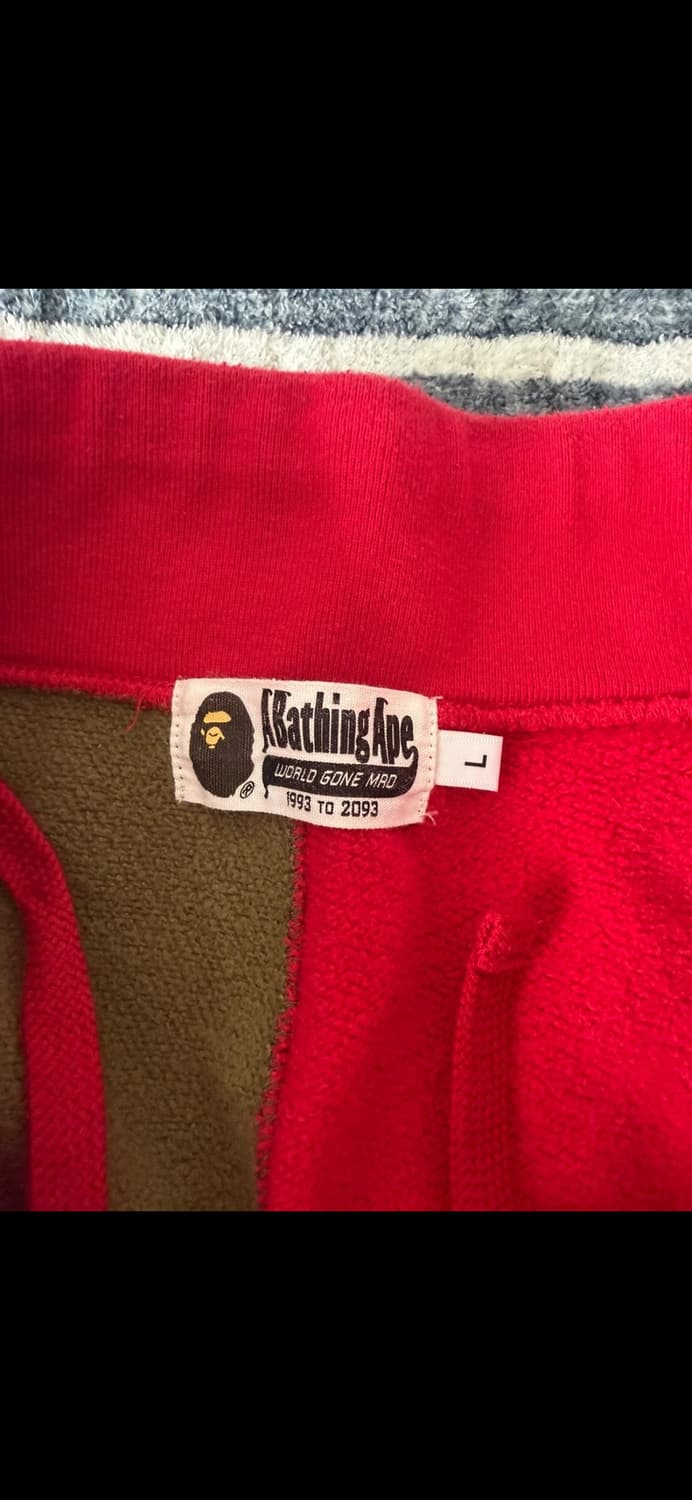 ABathingApe
WORLD GONE MAD
®
1993 TO 2093
L